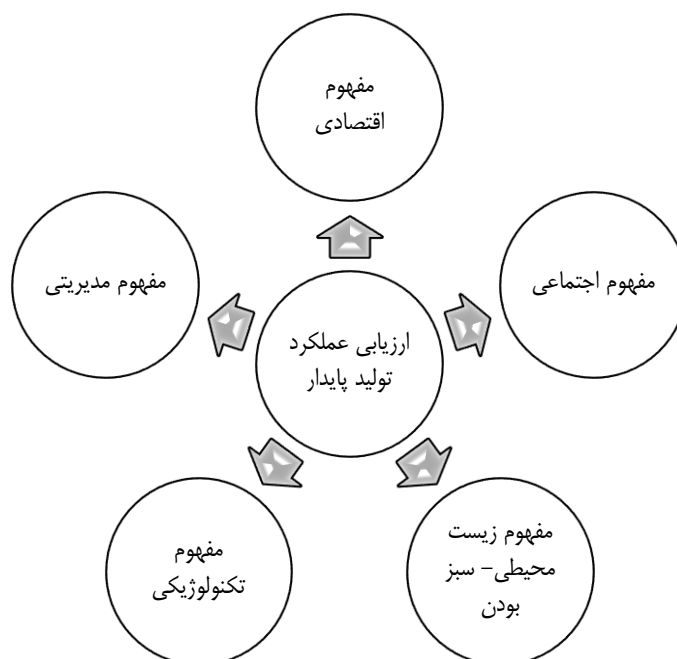 مفهوم
اقتصادی
مفهوم اجتماعی
مفهوم مدیریتی
ارزیابی عملکرد
تولید پایدار
مفهوم زیست
محیطی- سبز
بودن
مفهوم
تکنولوژیکی